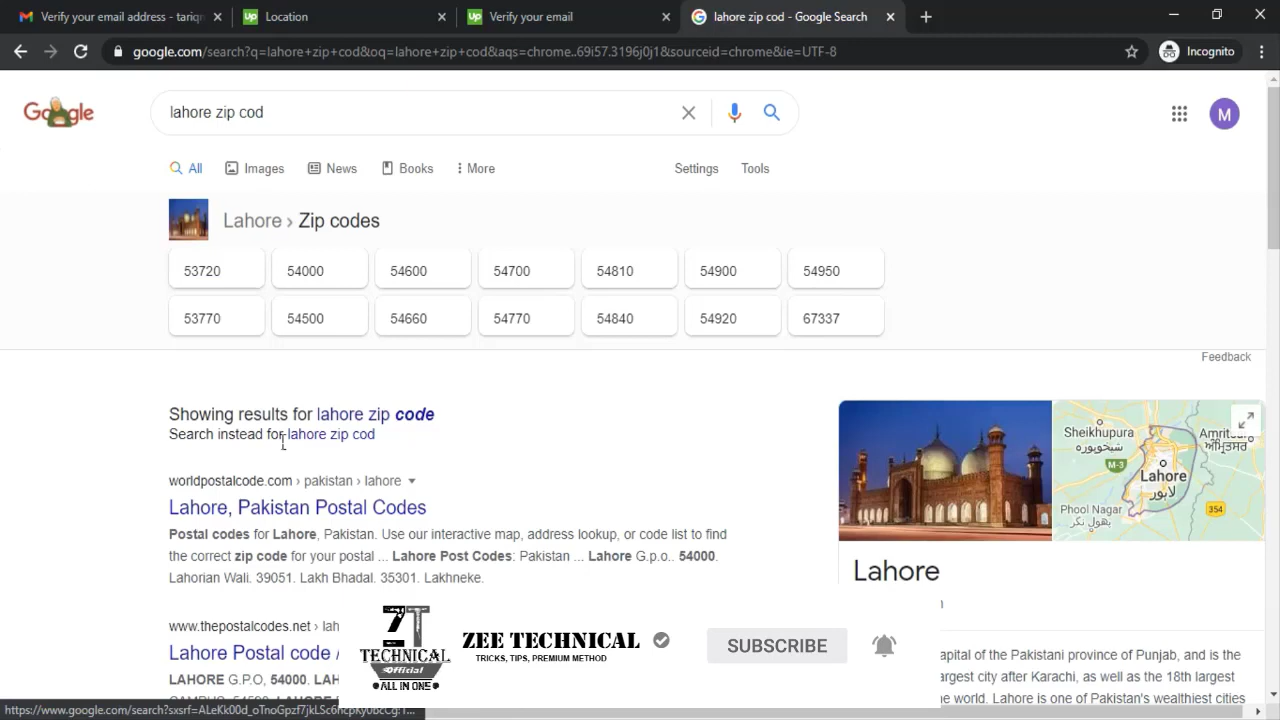 Verify your email address - tariqn
Location
Verify your email
lahore zip cod - Google Search
google.com/search?q=lahore+zip+cod&oq=lahore+zip+cod&aqs=chrome..69i57.3196j0j1&sourceid=chrome&ie=UTF-8
Incognito
Google
lahore zip cod
M
All
Images
News
Books
More
Settings
Tools
Lahore › Zip codes
53720
54000
54600
54700
54810
54900
54950
53770
54500
54660
54770
54840
54920
67337
Feedback
Showing results for lahore zip code
Search instead for lahore zip cod
worldpostalcode.com › pakistan › lahore
Lahore, Pakistan Postal Codes
Postal codes for Lahore, Pakistan. Use our interactive map, address lookup, or code list to find
the correct zip code for your postal ... Lahore Post Codes: Pakistan ... Lahore G.p.o.. 54000.
Lahorian Wali. 39051. Lakh Bhadal. 35301. Lakhneke.
www.thepostalcodes.net › lah
Lahore Postal code
LAHORE G.P.O, 54000. LAH
Sheikhupura
شیخوپورہ
Amrits
ਅੰਮ੍ਰਿਤਸਰ
M-3
Lahore
لاہور
Phool Nagar
پھول نگر
354
Lahore
apital of the Pakistani province of Punjab, and is the
argest city after Karachi, as well as the 18th largest
he world. Lahore is one of Pakistan's wealthiest cities
ZT
TECHNICAL
Official
ALL IN ONE
ZEE TECHNICAL
TRICKS, TIPS, PREMIUM METHOD
SUBSCRIBE